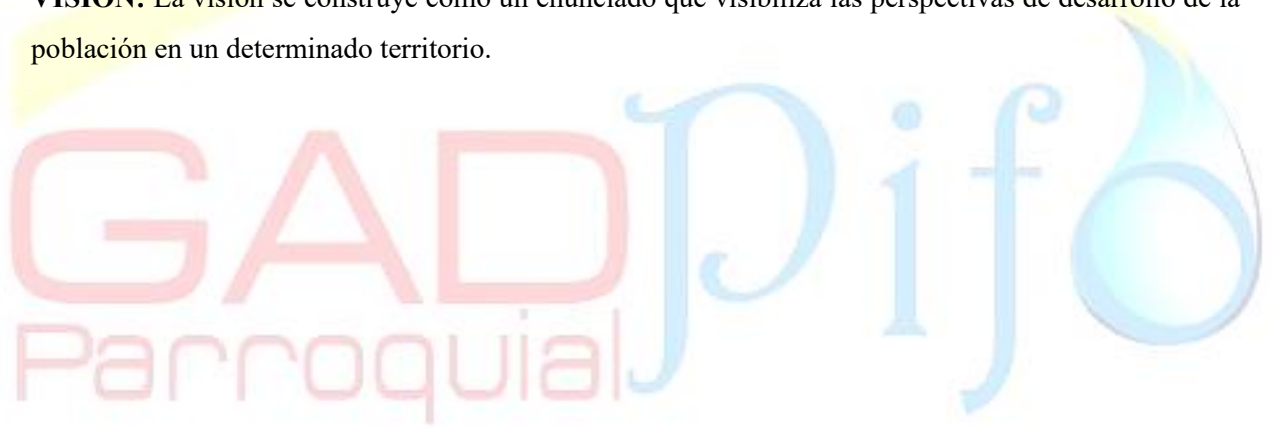 VISIÓN: La visión se construye como un enunciado que visibiliza las perspectivas de desarrollo de la
población en un determinado territorio.
GAD Pifo
Parroquial